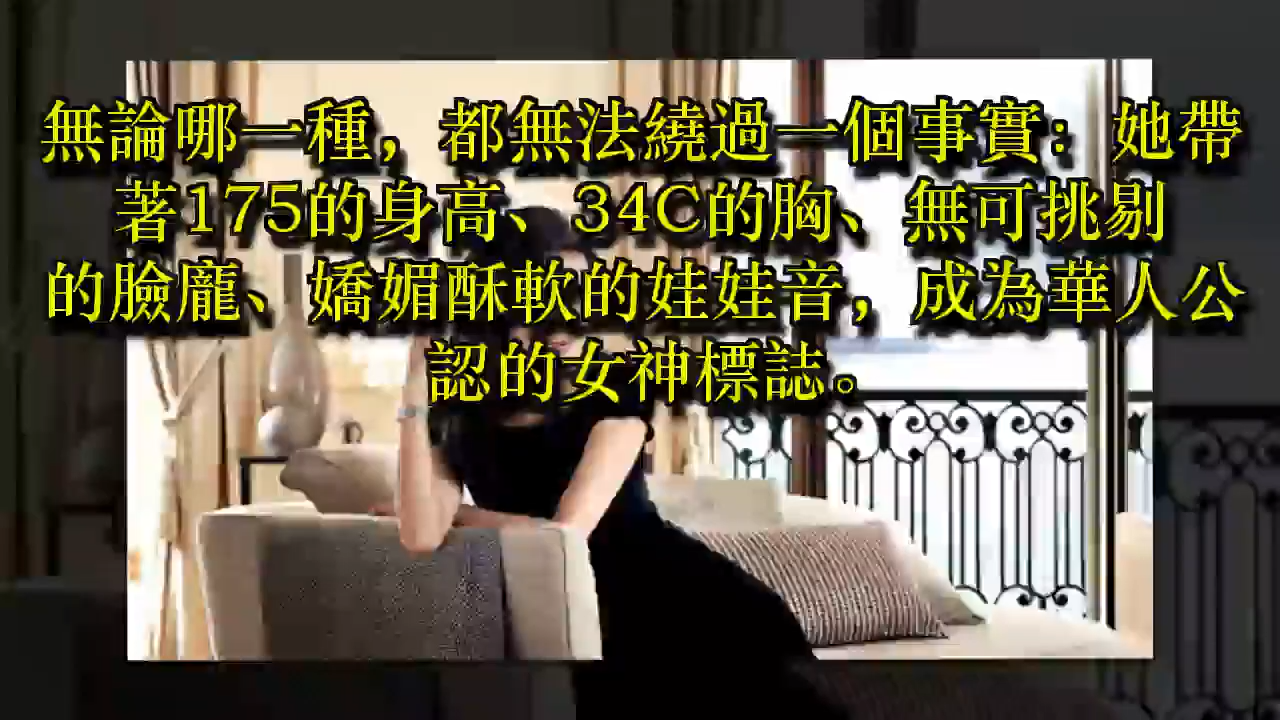 無論哪一種，都無法繞過一個事實：她帶
著175的身高、34C的胸、無可挑剔
的臉龐、嬌媚酥軟的娃娃音，成為華人公
認的女神標誌。